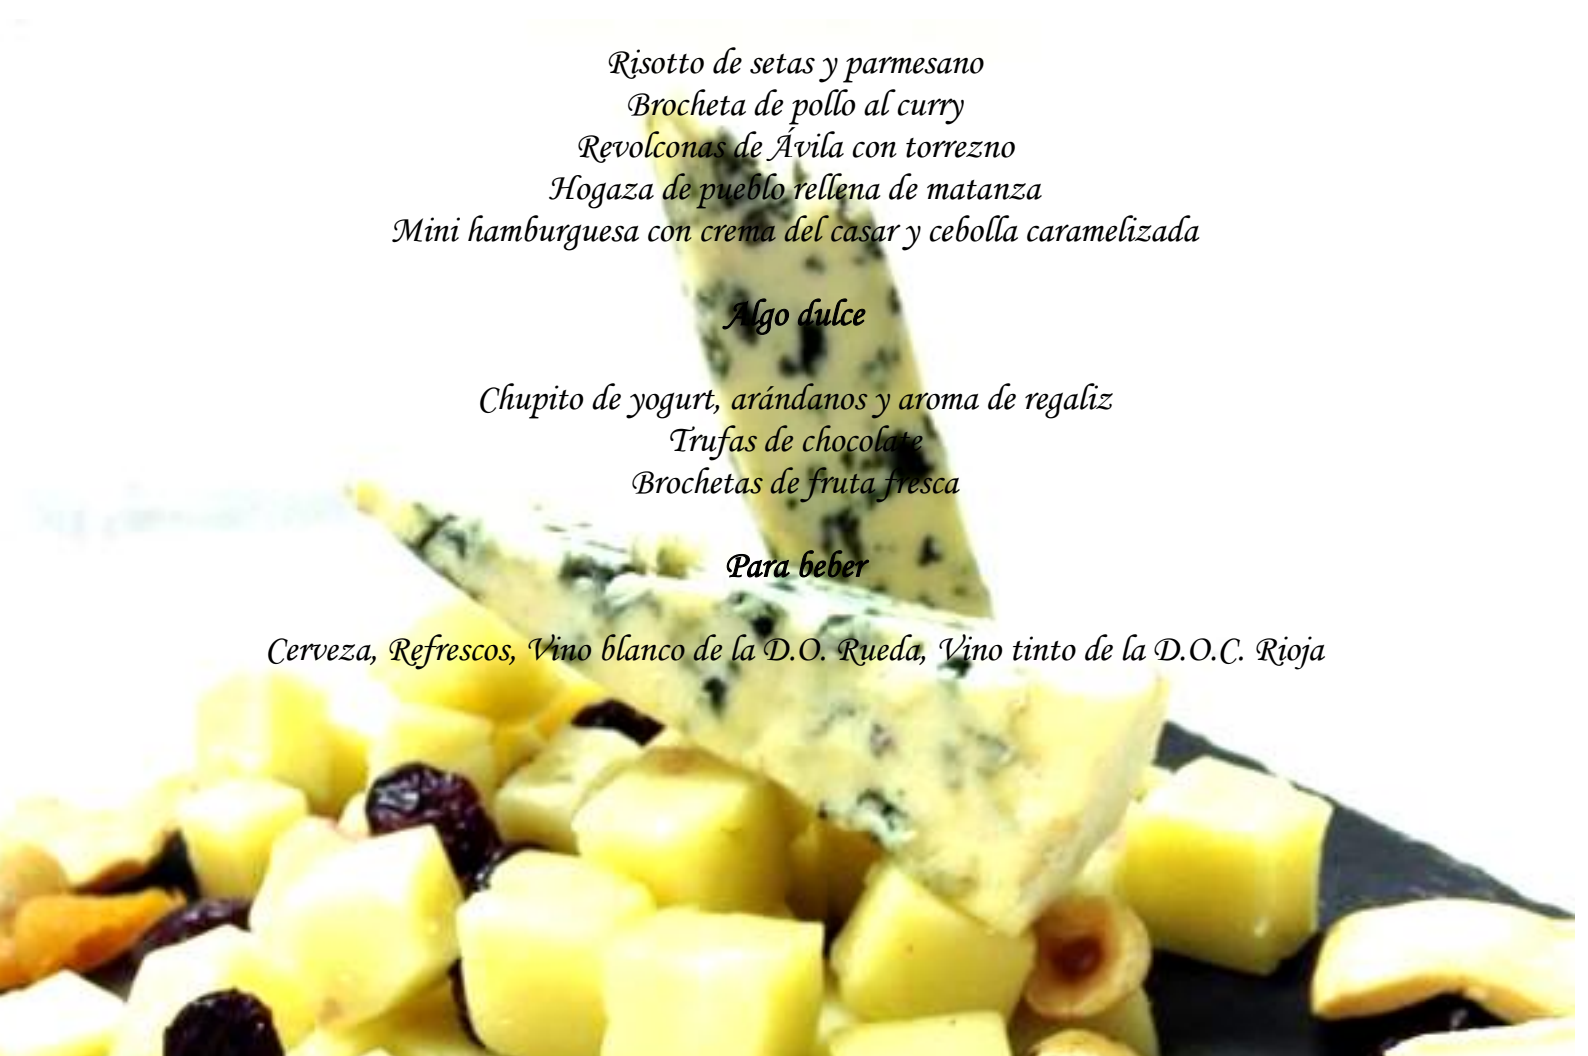 Risotto de setas y parmesano
Brocheta de pollo al curry
Revolconas de Ávila con torrezno
Hogaza de pueblo rellena de matanza
Mini hamburguesa con crema del casar y cebolla caramelizada
Algo dulce
Chupito de yogurt, arándanos y aroma de regaliz
Trufas de chocolate
Brochetas de fruta fresca
Para beber
Cerveza, Refrescos, Vino blanco de la D.O. Rueda, Vino tinto de la D.O.C. Rioja